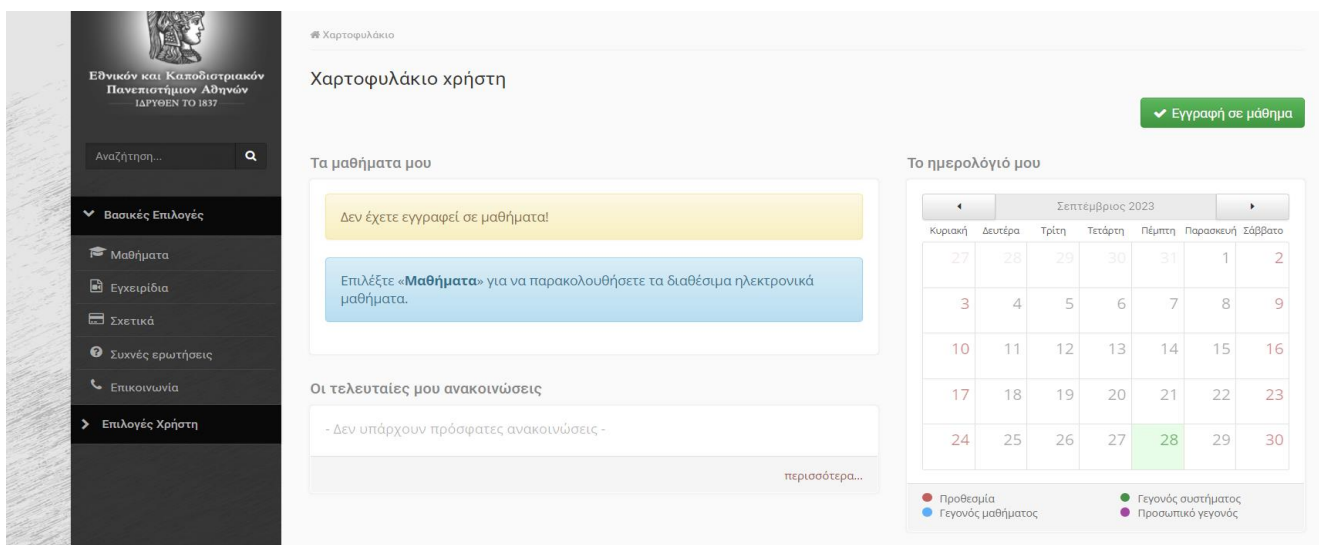 Εθνικόν και Καποδιστριακόν
Πανεπιστήμιον Αθηνών
ΙΔΡΥΘΕΝ ΤΟ 1837
Αναζήτηση...
Βασικές Επιλογές
Μαθήματα
Εγχειρίδια
Σχετικά
Συχνές ερωτήσεις
Επικοινωνία
Επιλογές Χρήστη
Χαρτοφυλάκιο
Χαρτοφυλάκιο χρήστη
Εγγραφή σε μάθημα
Τα μαθήματα μου
Δεν έχετε εγγραφεί σε μαθήματα!
Επιλέξτε «Μαθήματα» για να παρακολουθήσετε τα διαθέσιμα ηλεκτρονικά
μαθήματα.
Οι τελευταίες μου ανακοινώσεις
- Δεν υπάρχουν πρόσφατες ανακοινώσεις -
περισσότερα...
Το ημερολόγιό μου
Σεπτέμβριος 2023
Κυριακή Δευτέρα Τρίτη Τετάρτη Πέμπτη Παρασκευή Σάββατο
27 28 29 30 31 1 2
3 4 5 6 7 8 9
10 11 12 13 14 15 16
17 18 19 20 21 22 23
24 25 26 27 28 29 30
Προθεσμία Γεγονός συστήματος
Γεγονός μαθήματος Προσωπικό γεγονός